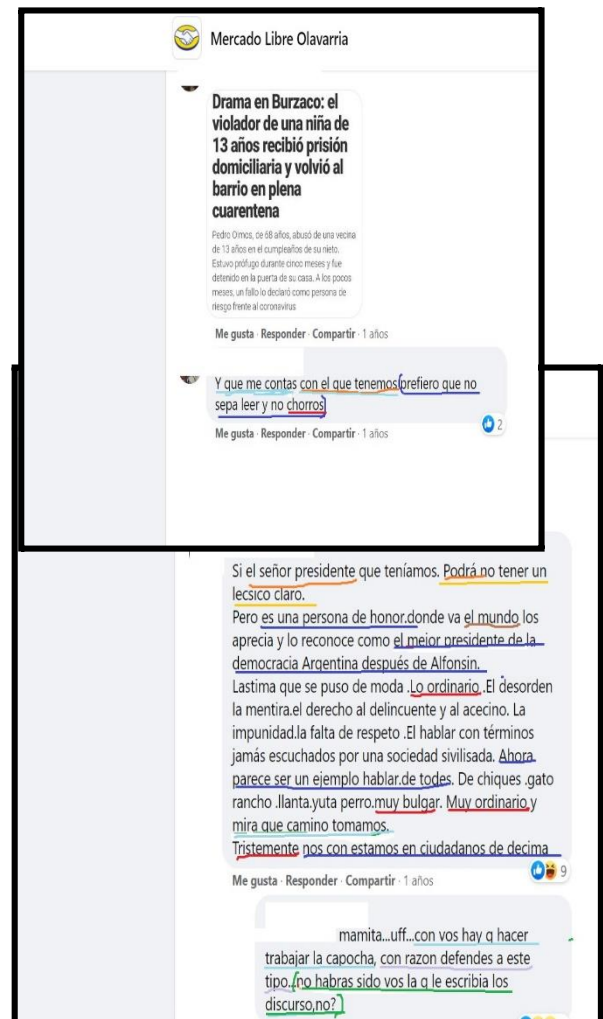 Mercado Libre Olavarria
Drama en Burzaco: el
violador de una niña de
13 años recibió prisión
domiciliaria y volvió al
barrio en plena
cuarentena
Pedro Olmos, de 68 años, abusó de una vecina
de 13 años en el cumpleaños de su nieto.
Estuvo prófugo durante cinco meses y fue
detenido en la puerta de su casa. A los pocos
meses, un fallo lo declaró como persona de
riesgo frente al coronavirus
Me gusta · Responder · Compartir · 1 años
Y que me contas con el que tenemos prefiero que no
sepa leer y no chorros
2
Me gusta · Responder · Compartir · 1 años
Si el señor presidente que teníamos. Podrá no tener un
lecsico claro.
Pero es una persona de honor.donde va el mundo los
aprecia y lo reconoce como el mejor presidente de la
democracia Argentina después de Alfonsin.
Lastima que se puso de moda .Lo ordinario .El desorden
la mentira.el derecho al delincuente y al acecino. La
impunidad.la falta de respeto .El hablar con términos
jamás escuchados por una sociedad sivilisada. Ahora
parece ser un ejemplo hablar.de todes. De chiques .gato
rancho .llanta.yuta perro.muy bulgar. Muy ordinario y
mira que camino tomamos.
Tristemente nos con estamos en ciudadanos de decima
9
Me gusta · Responder · Compartir · 1 años
mamita...uff...con vos hay q hacer
trabajar la capocha, con razon defendes a este
tipo..(no habras sido vos la q le escribia los
discurso,no?)